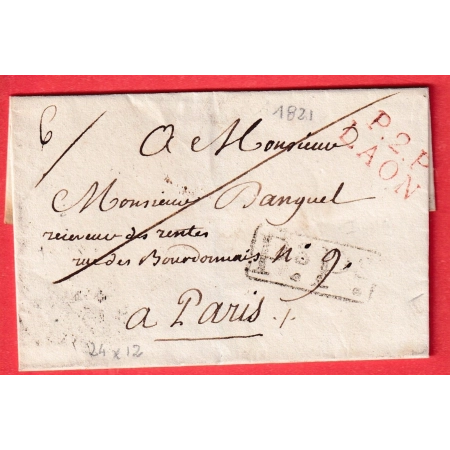 6/
1821
P.2.P
LAON
A Monsieur
Monsieur Banquel
receveur des rentes
rue des Bourdonnais N° 9.
a Paris.
24 x 12